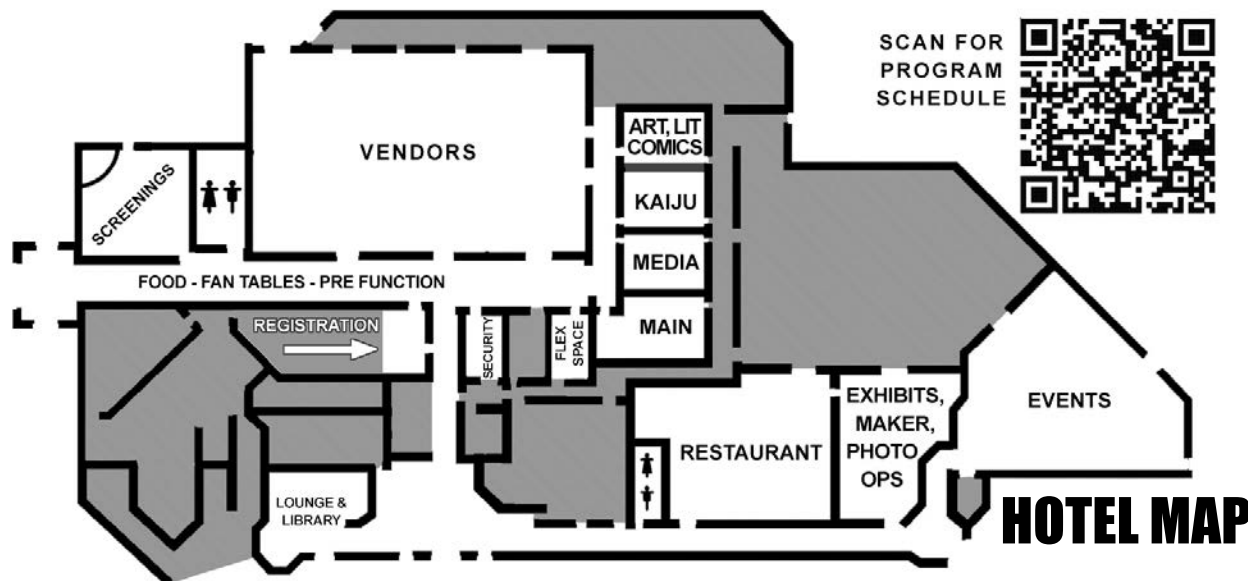 SCAN FOR
PROGRAM
SCHEDULE
ART, LIT
COMICS
VENDORS
SCREENINGS
KAIJU
MEDIA
FOOD - FAN TABLES - PRE FUNCTION
REGISTRATION
SECURITY
FLEX
SPACE
MAIN
EXHIBITS,
MAKER,
PHOTO
OPS
EVENTS
RESTAURANT
LOUNGE &
LIBRARY
HOTEL MAP